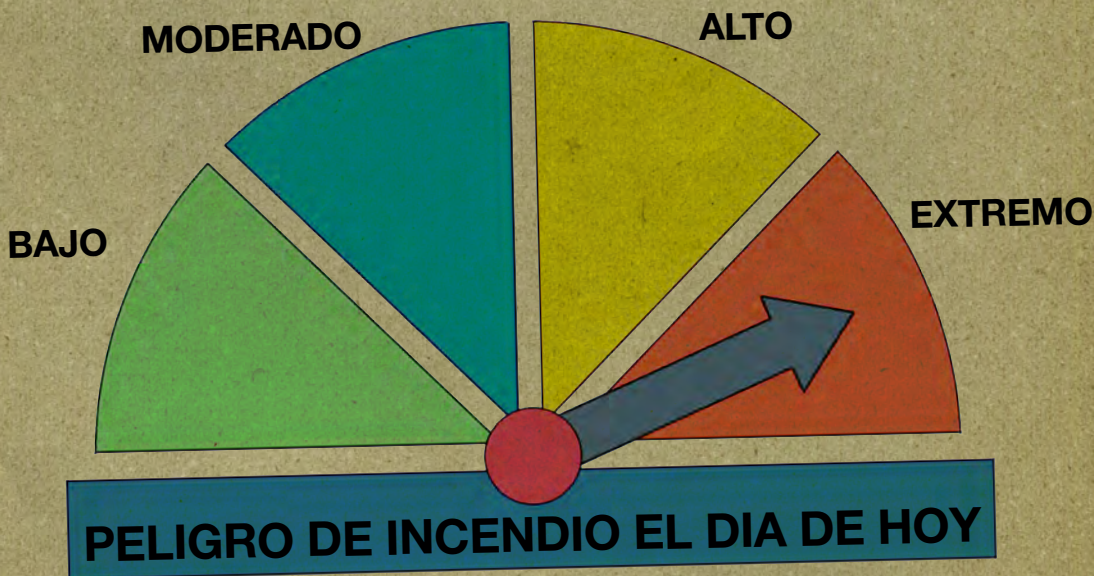 MODERADO
ALTO
BAJO
EXTREMO
PELIGRO DE INCENDIO EL DIA DE HOY